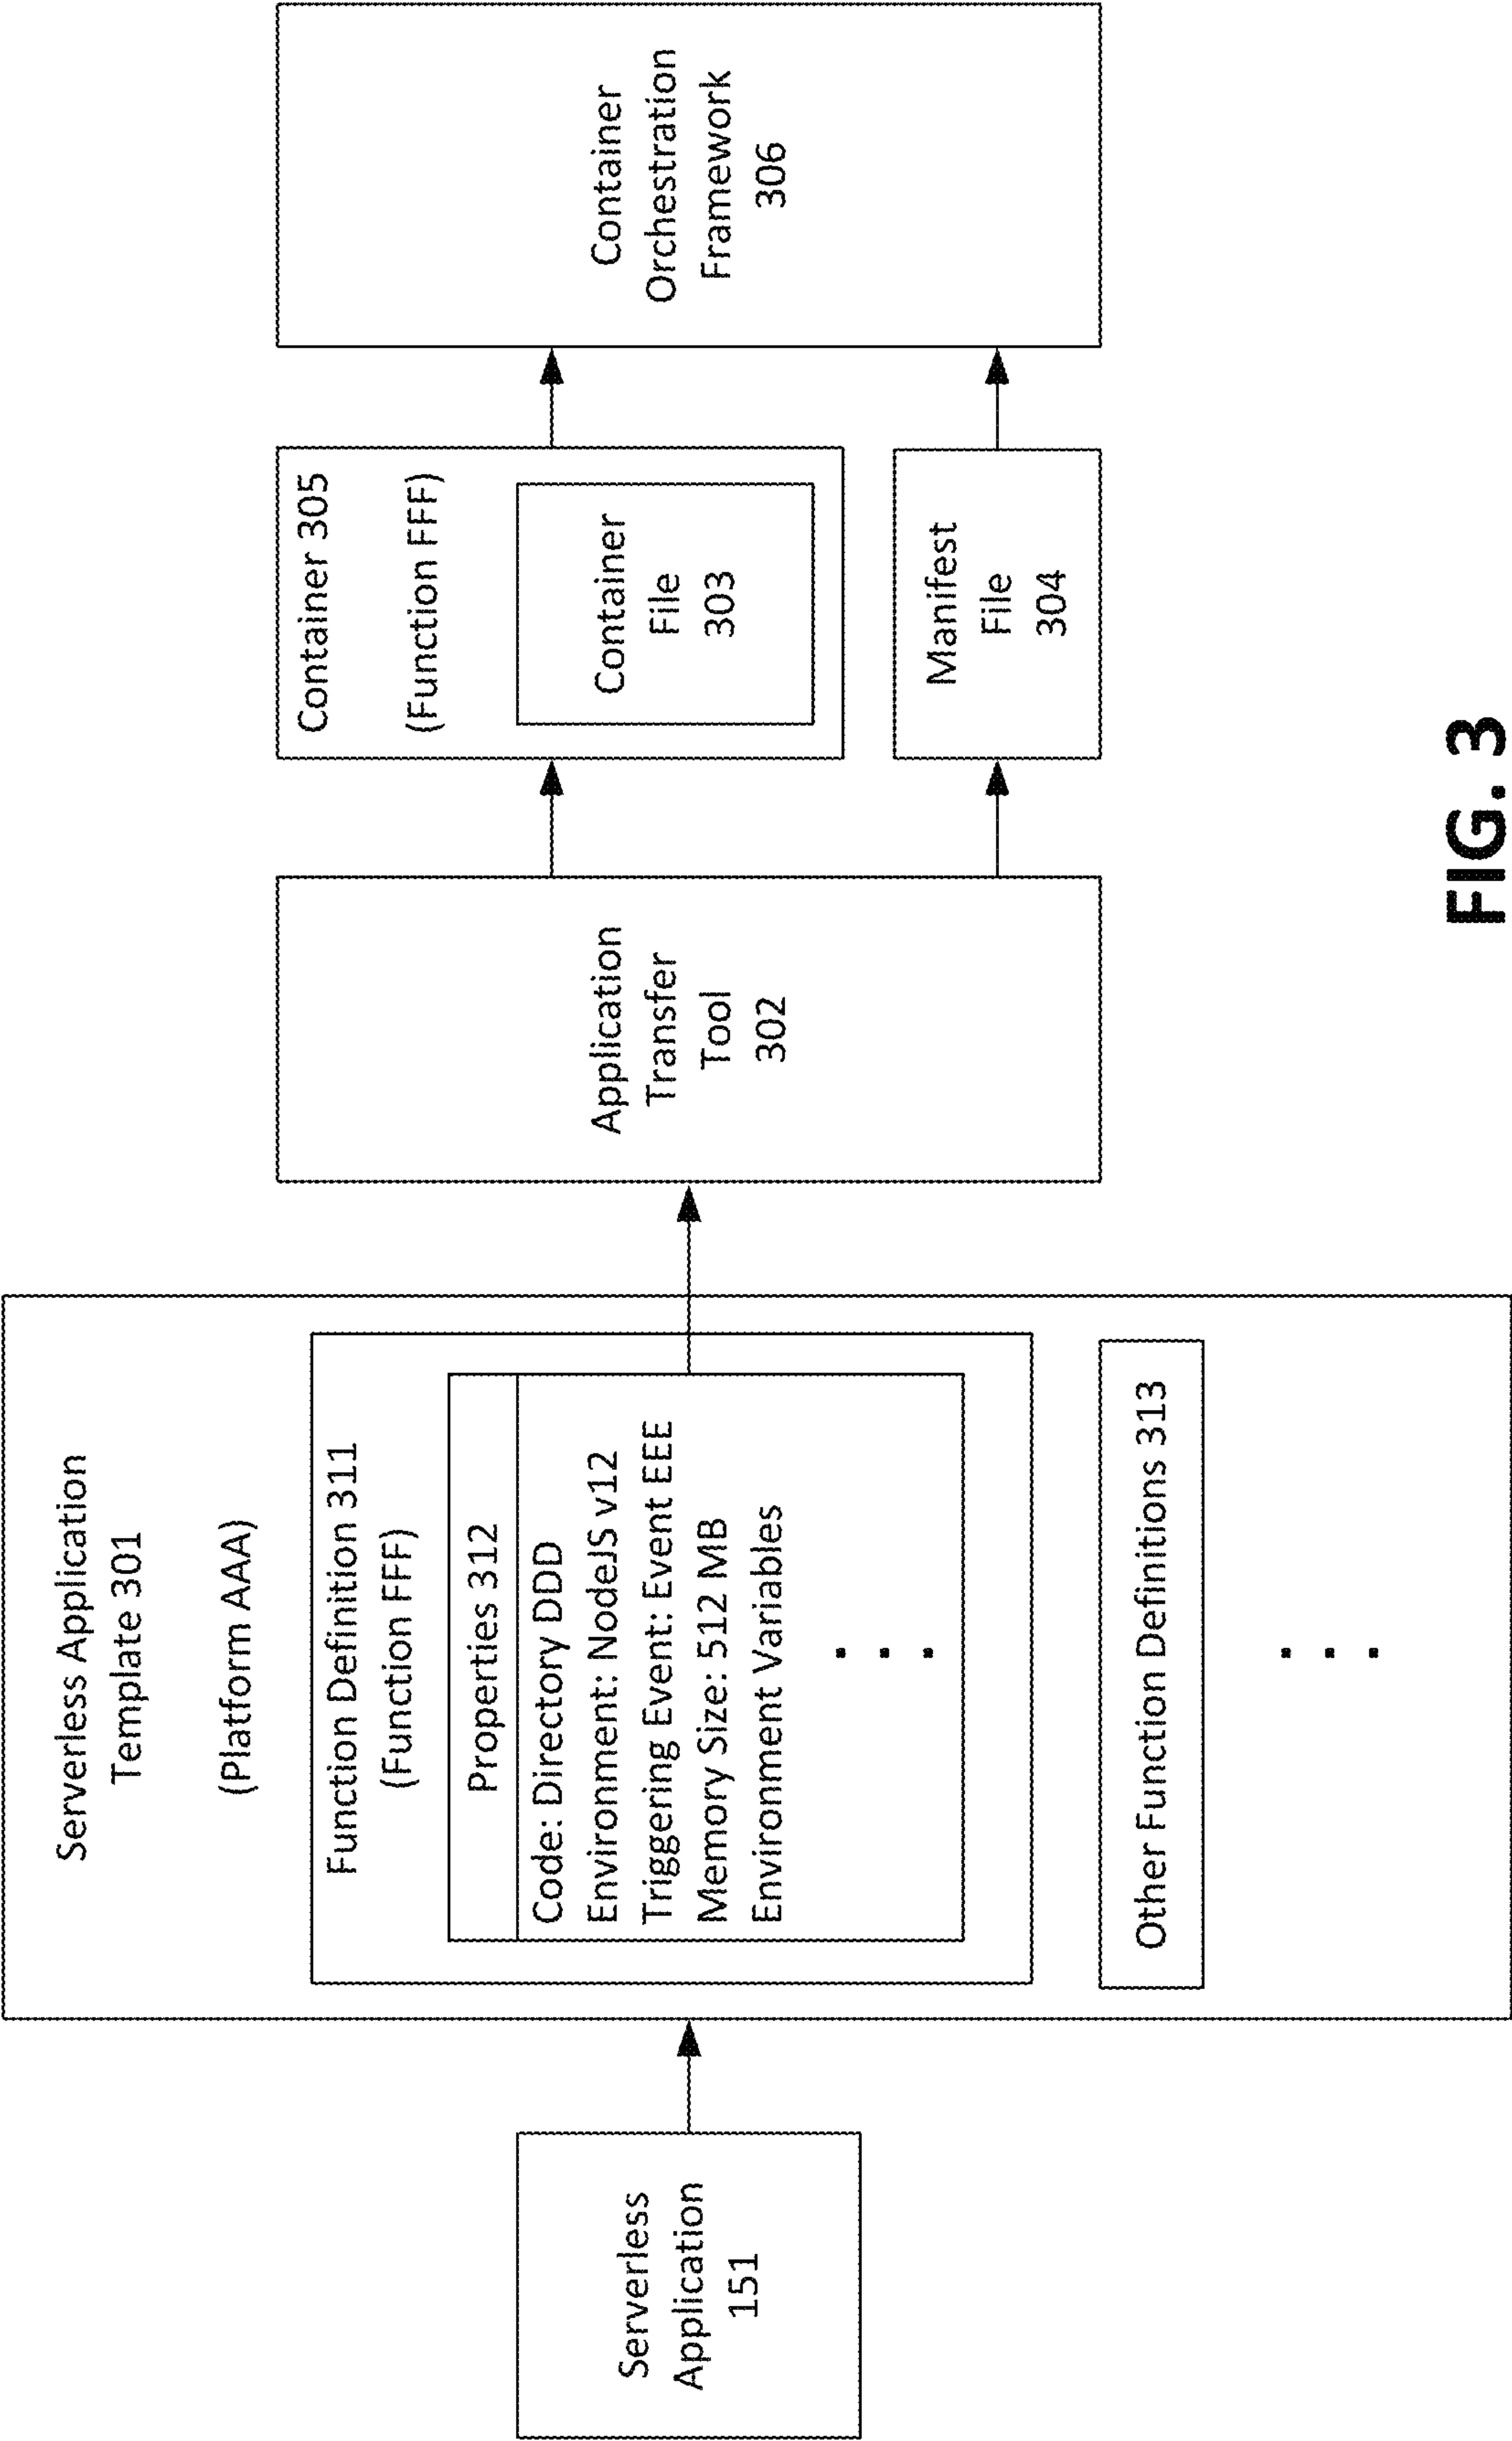 Serverless
Application
151
Serverless Application
Template 301
(Platform AAA)
Function Definition 311
(Function FFF)
Properties 312
Code: Directory DDD
Environment: NodeJS v12
Triggering Event: Event EEE
Memory Size: 512 MB
Environment Variables
Other Function Definitions 313
Application
Transfer
Tool
302
Container 305
(Function FFF)
Container
File
303
Manifest
File
304
Container
Orchestration
Framework
306
FIG. 3